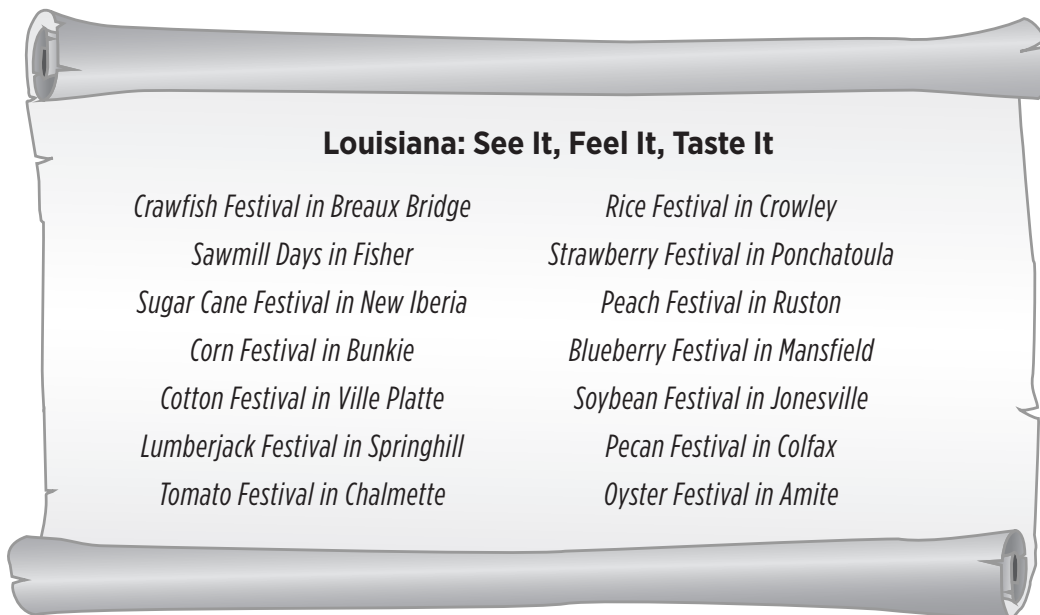 Louisiana: See It, Feel It, Taste It
Crawfish Festival in Breaux Bridge
Sawmill Days in Fisher
Sugar Cane Festival in New Iberia
Corn Festival in Bunkie
Cotton Festival in Ville Platte
Lumberjack Festival in Springhill
Tomato Festival in Chalmette
Rice Festival in Crowley
Strawberry Festival in Ponchatoula
Peach Festival in Ruston
Blueberry Festival in Mansfield
Soybean Festival in Jonesville
Pecan Festival in Colfax
Oyster Festival in Amite